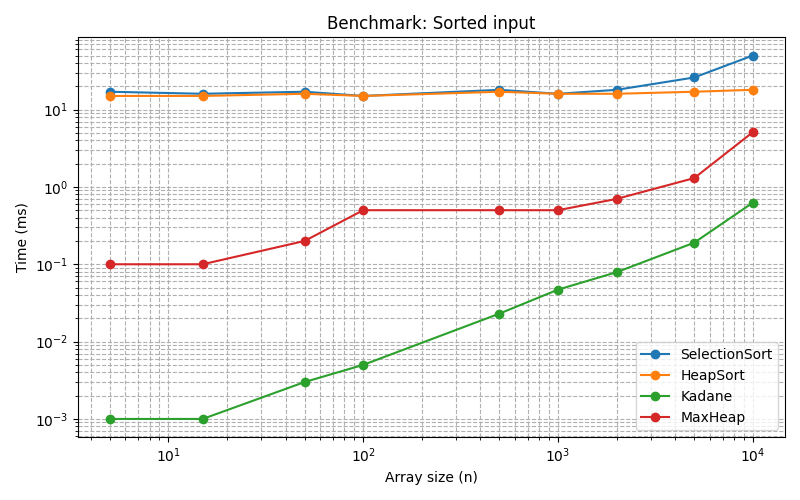 Benchmark: Sorted input
Time (ms)
10¹
10⁰
10⁻¹
10⁻²
10⁻³
SelectionSort
HeapSort
Kadane
MaxHeap
10¹ 10² 10³ 10⁴
Array size (n)